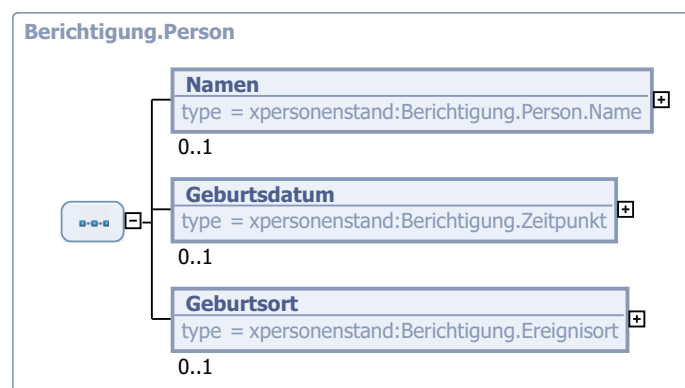 Berichtigung.Person
Namen
type = xpersonenstand:Berichtigung.Person.Name
0..1
Geburtsdatum
type = xpersonenstand:Berichtigung.Zeitpunkt
0..1
Geburtsort
type = xpersonenstand:Berichtigung.Ereignisort
0..1